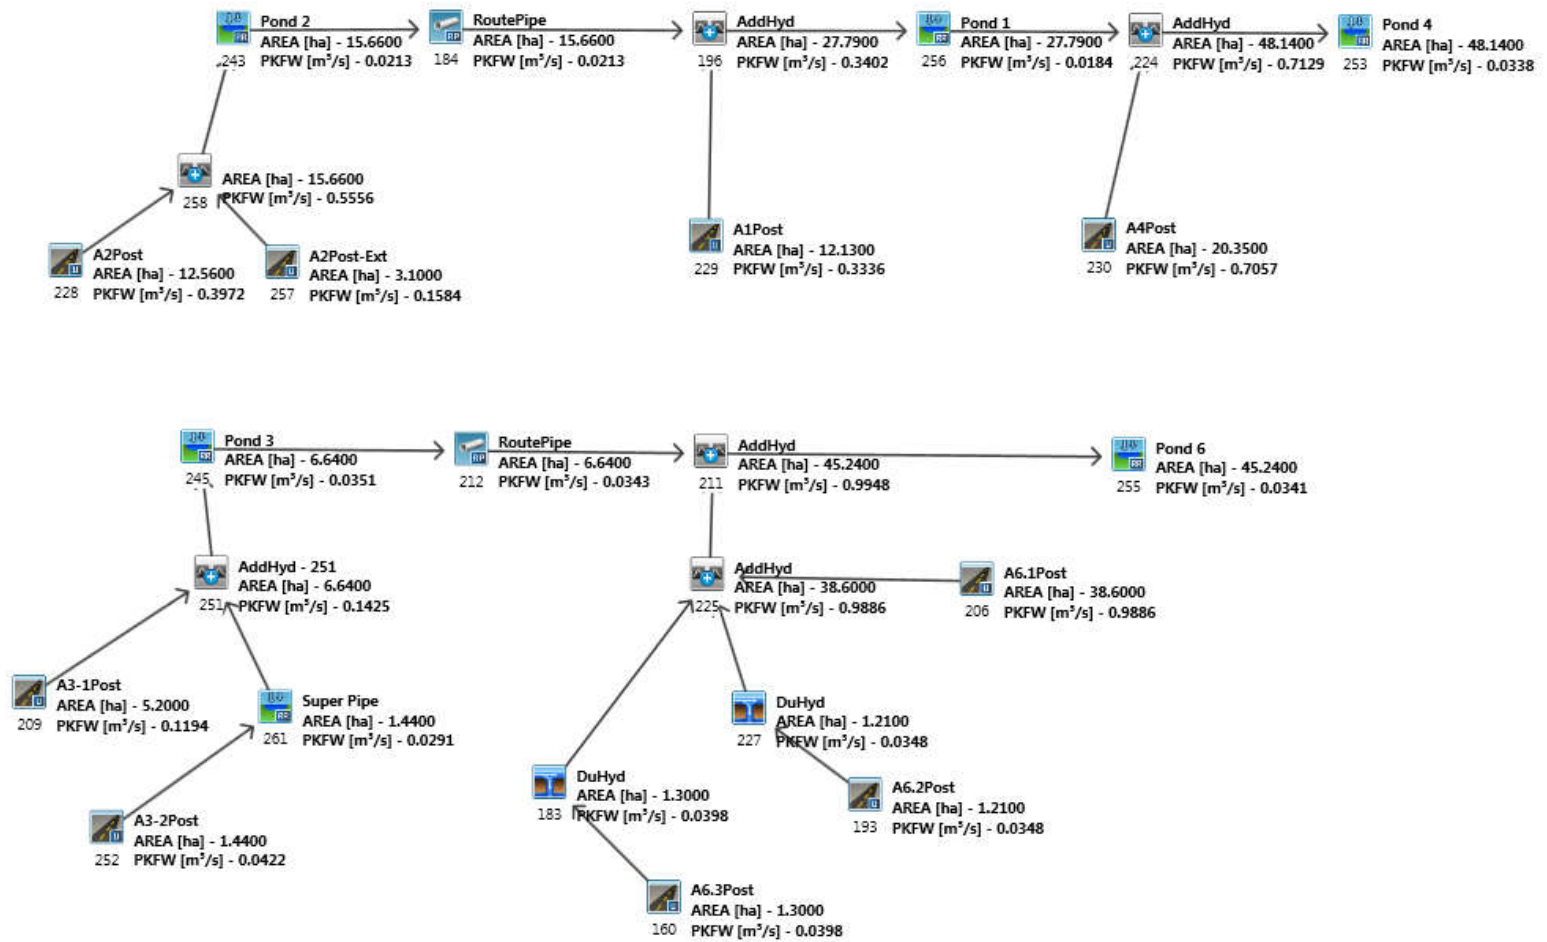 Pond 2
AREA [ha] - 15.6600
PKFW [m³/s] - 0.0213
243
RoutePipe
AREA [ha] - 15.6600
PKFW [m³/s] - 0.0213
184
AddHyd
AREA [ha] - 27.7900
PKFW [m³/s] - 0.3402
196
Pond 1
AREA [ha] - 27.7900
PKFW [m³/s] - 0.0184
256
AddHyd
AREA [ha] - 48.1400
PKFW [m³/s] - 0.7129
224
Pond 4
AREA [ha] - 48.1400
PKFW [m³/s] - 0.0338
253
AREA [ha] - 15.6600
PKFW [m³/s] - 0.5556
258
A2Post
AREA [ha] - 12.5600
PKFW [m³/s] - 0.3972
228
A2Post-Ext
AREA [ha] - 3.1000
PKFW [m³/s] - 0.1584
257
A1Post
AREA [ha] - 12.1300
PKFW [m³/s] - 0.3336
229
A4Post
AREA [ha] - 20.3500
PKFW [m³/s] - 0.7057
230
Pond 3
AREA [ha] - 6.6400
PKFW [m³/s] - 0.0351
245
RoutePipe
AREA [ha] - 6.6400
PKFW [m³/s] - 0.0343
212
AddHyd
AREA [ha] - 45.2400
PKFW [m³/s] - 0.9948
211
Pond 6
AREA [ha] - 45.2400
PKFW [m³/s] - 0.0341
255
AddHyd - 251
AREA [ha] - 6.6400
PKFW [m³/s] - 0.1425
251
AddHyd
AREA [ha] - 38.6000
PKFW [m³/s] - 0.9886
225
A6.1Post
AREA [ha] - 38.6000
PKFW [m³/s] - 0.9886
206
A3-1Post
AREA [ha] - 5.2000
PKFW [m³/s] - 0.1194
209
Super Pipe
AREA [ha] - 1.4400
PKFW [m³/s] - 0.0291
261
DuHyd
AREA [ha] - 1.2100
PKFW [m³/s] - 0.0348
227
DuHyd
AREA [ha] - 1.3000
PKFW [m³/s] - 0.0398
183
A6.2Post
AREA [ha] - 1.2100
PKFW [m³/s] - 0.0348
193
A3-2Post
AREA [ha] - 1.4400
PKFW [m³/s] - 0.0422
252
A6.3Post
AREA [ha] - 1.3000
PKFW [m³/s] - 0.0398
160